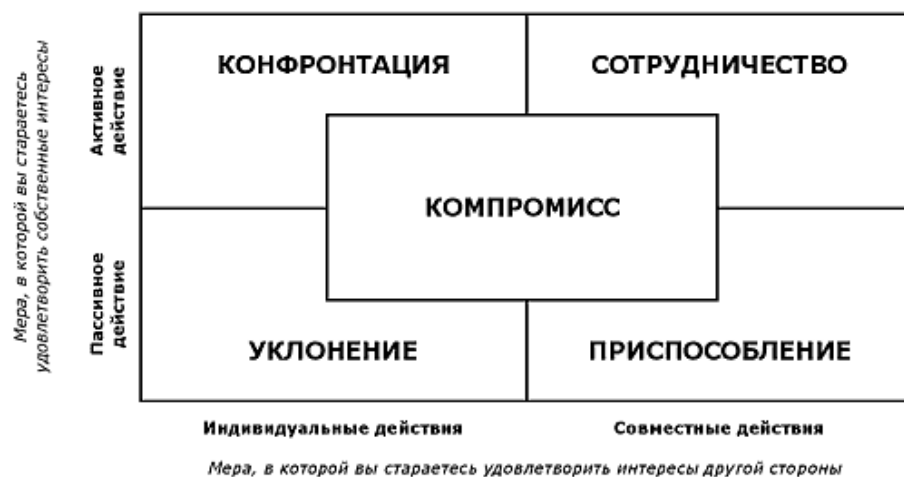 Мера, в которой вы стараетесь
удовлетворить собственные интересы
Активное
действие
Пассивное
действие
КОНФРОНТАЦИЯ
СОТРУДНИЧЕСТВО
КОМПРОМИСС
УКЛОНЕНИЕ
ПРИСПОСОБЛЕНИЕ
Индивидуальные действия
Совместные действия
Мера, в которой вы стараетесь удовлетворить интересы другой стороны